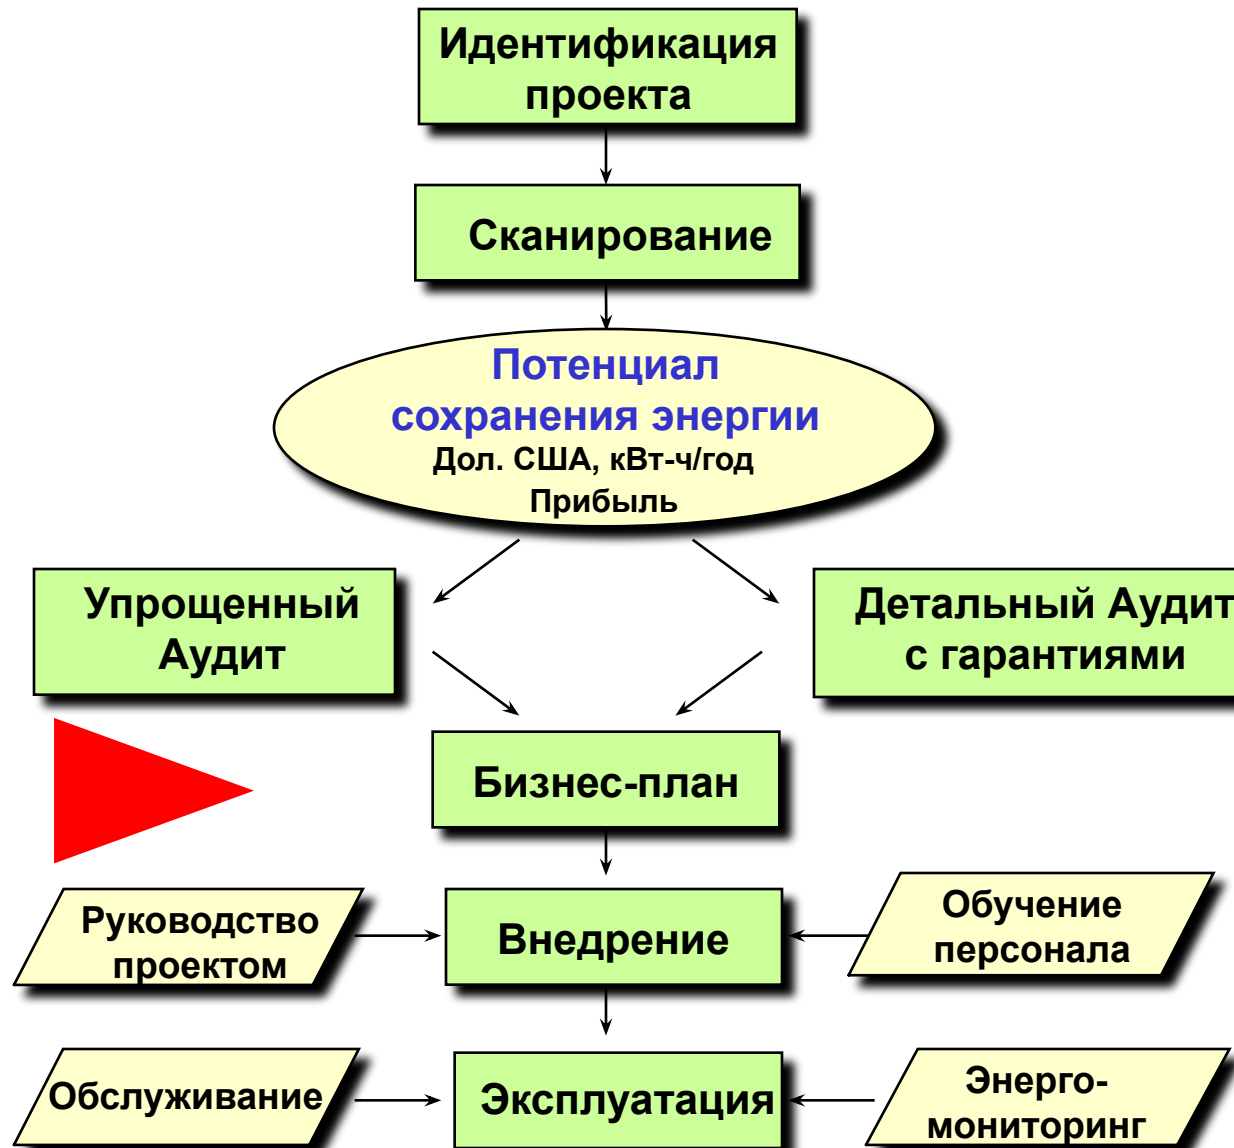 Идентификация
проекта
Сканирование
Потенциал
сохранения энергии
Дол. США, кВт-ч/год
Прибыль
Упрощенный
Аудит
Детальный Аудит
с гарантиями
Бизнес-план
Руководство
проектом
Внедрение
Обучение
персонала
Обслуживание
Эксплуатация
Энерго-
мониторинг